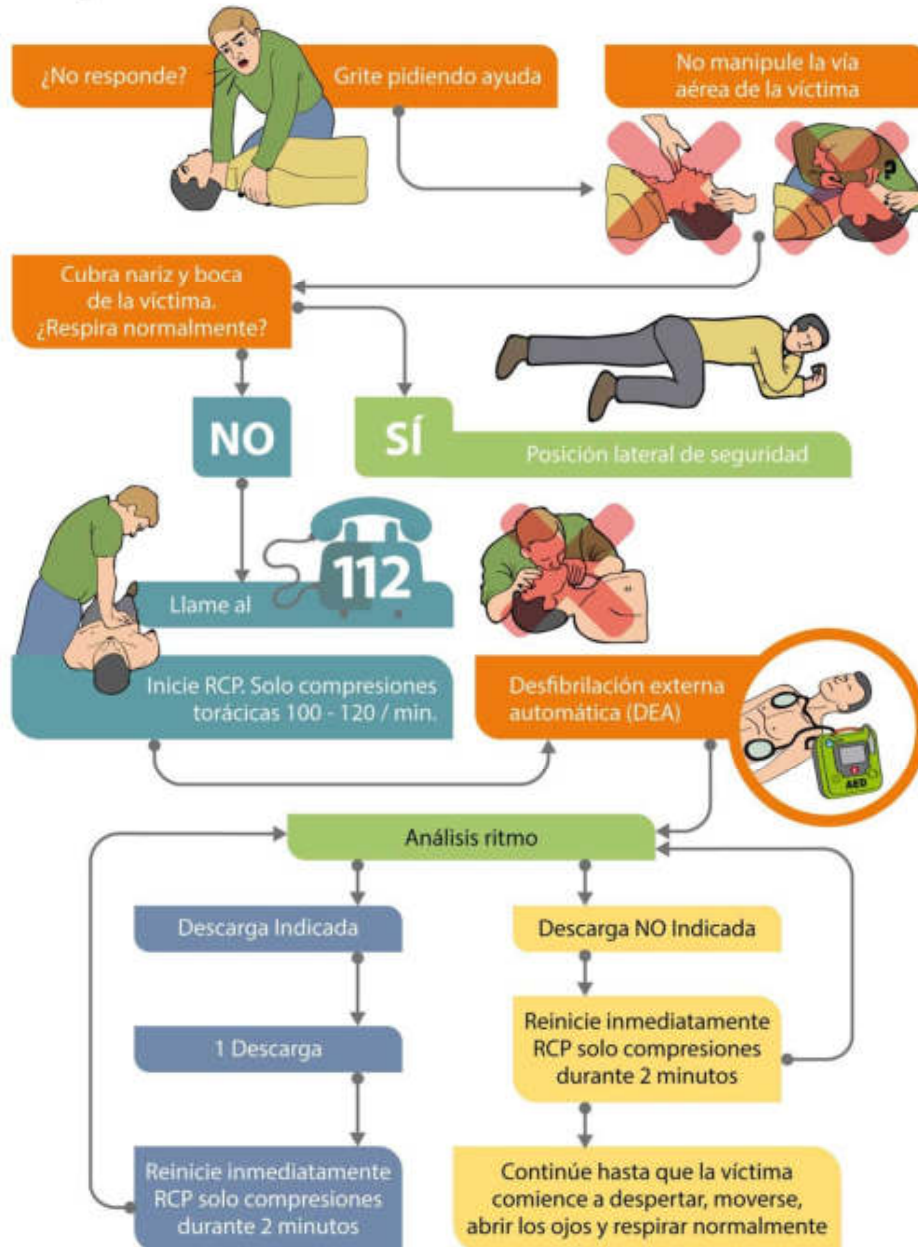 ¿No responde?
Grite pidiendo ayuda
No manipule la vía
aérea de la víctima
?
Cubra nariz y boca
de la víctima.
¿Respira normalmente?
NO
SÍ
Posición lateral de seguridad
112
Llame al
Inicie RCP. Solo compresiones
torácicas 100 - 120 / min.
Desfibrilación externa
automática (DEA)
AED
Análisis ritmo
Descarga Indicada
Descarga NO Indicada
1 Descarga
Reinicie inmediatamente
RCP solo compresiones
durante 2 minutos
Reinicie inmediatamente
RCP solo compresiones
durante 2 minutos
Continúe hasta que la víctima
comience a despertar, moverse,
abrir los ojos y respirar normalmente